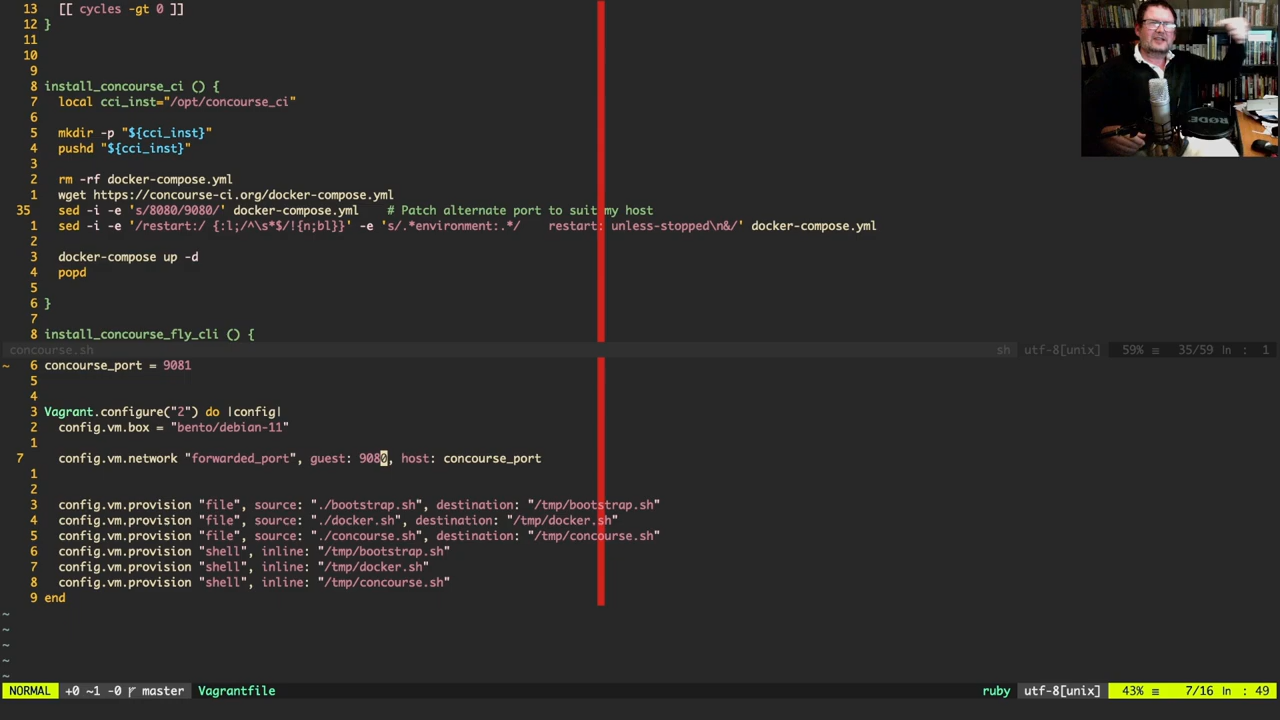 13 [[ cycles -gt 0 ]]
12 }
11
10
9
8 install_concourse_ci () {
7 local cci_inst="/opt/concourse_ci"
6
5 mkdir -p "${cci_inst}"
4 pushd "${cci_inst}"
3
2 rm -rf docker-compose.yml
1 wget https://concourse-ci.org/docker-compose.yml
35 sed -i -e 's/8080/9080/' docker-compose.yml # Patch alternate port to suit my host
1 sed -i -e '/restart:/ {:l;/^\s*$/!{n;bl}}' -e 's/.*environment:.*/ restart: unless-stopped\n&/' docker-compose.yml
2
3 docker-compose up -d
4 popd
5
6 }
7
8 install_concourse_fly_cli () {
concourse.sh sh utf-8[unix] 59% ≡ 35/59 ln : 1
~ 6 concourse_port = 9081
5
4
3 Vagrant.configure("2") do |config|
2 config.vm.box = "bento/debian-11"
1
7 config.vm.network "forwarded_port", guest: 9080, host: concourse_port
1
2
3 config.vm.provision "file", source: "./bootstrap.sh", destination: "/tmp/bootstrap.sh"
4 config.vm.provision "file", source: "./docker.sh", destination: "/tmp/docker.sh"
5 config.vm.provision "file", source: "./concourse.sh", destination: "/tmp/concourse.sh"
6 config.vm.provision "shell", inline: "/tmp/bootstrap.sh"
7 config.vm.provision "shell", inline: "/tmp/docker.sh"
8 config.vm.provision "shell", inline: "/tmp/concourse.sh"
9 end
~
~
~
~
~
NORMAL +0 ~1 -0 master Vagrantfile ruby utf-8[unix] 43% ≡ 7/16 ln : 49
RØDE